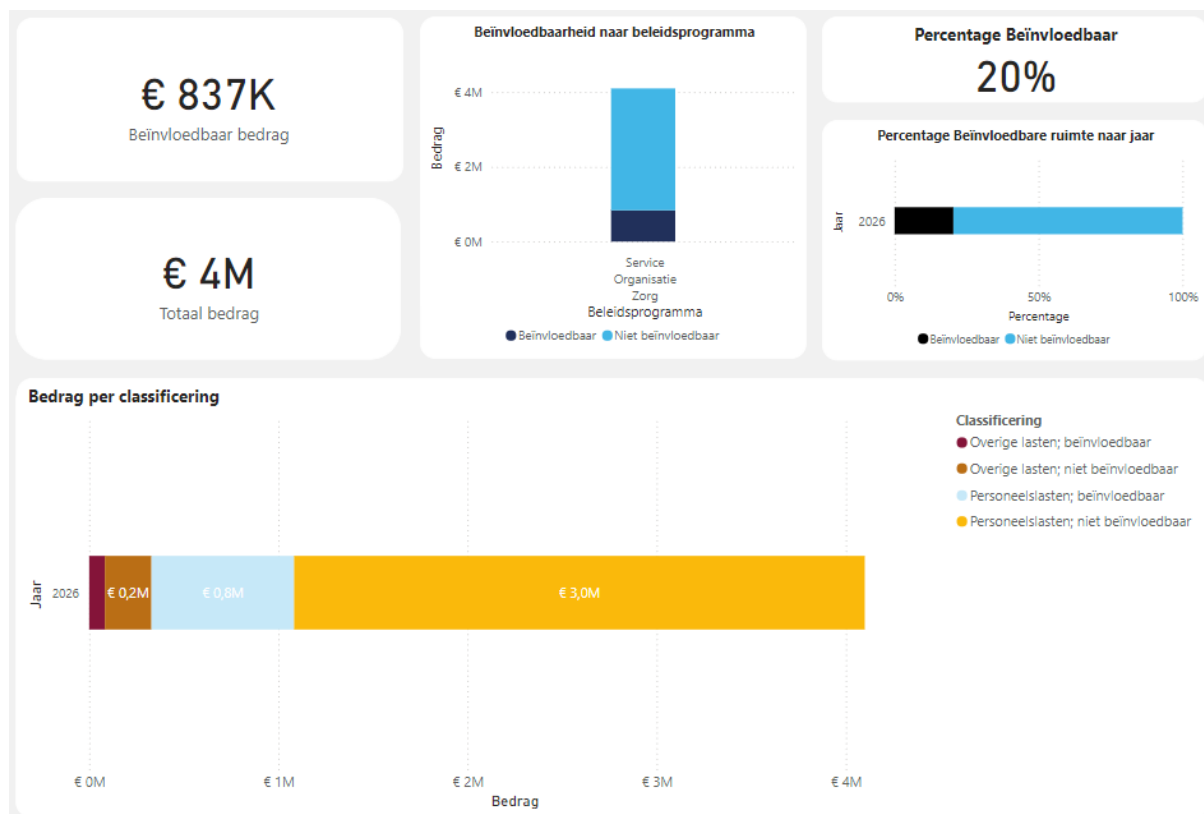 € 837K
Beïnvloedbaar bedrag
€ 4M
Totaal bedrag
Beïnvloedbaarheid naar beleidsprogramma
Bedrag
€ 4M
€ 2M
€ 0M
Service
Organisatie
Zorg
Beleidsprogramma
Beïnvloedbaar Niet beïnvloedbaar
Percentage Beïnvloedbaar
20%
Percentage Beïnvloedbare ruimte naar jaar
Jaar
2026
0% 50% 100%
Percentage
Beïnvloedbaar Niet beïnvloedbaar
Bedrag per classificering
Classificering
Overige lasten; beïnvloedbaar
Overige lasten; niet beïnvloedbaar
Personeelslasten; beïnvloedbaar
Personeelslasten; niet beïnvloedbaar
Jaar
2026
€ 0,2M € 0,8M € 3,0M
€ 0M € 1M € 2M € 3M € 4M
Bedrag